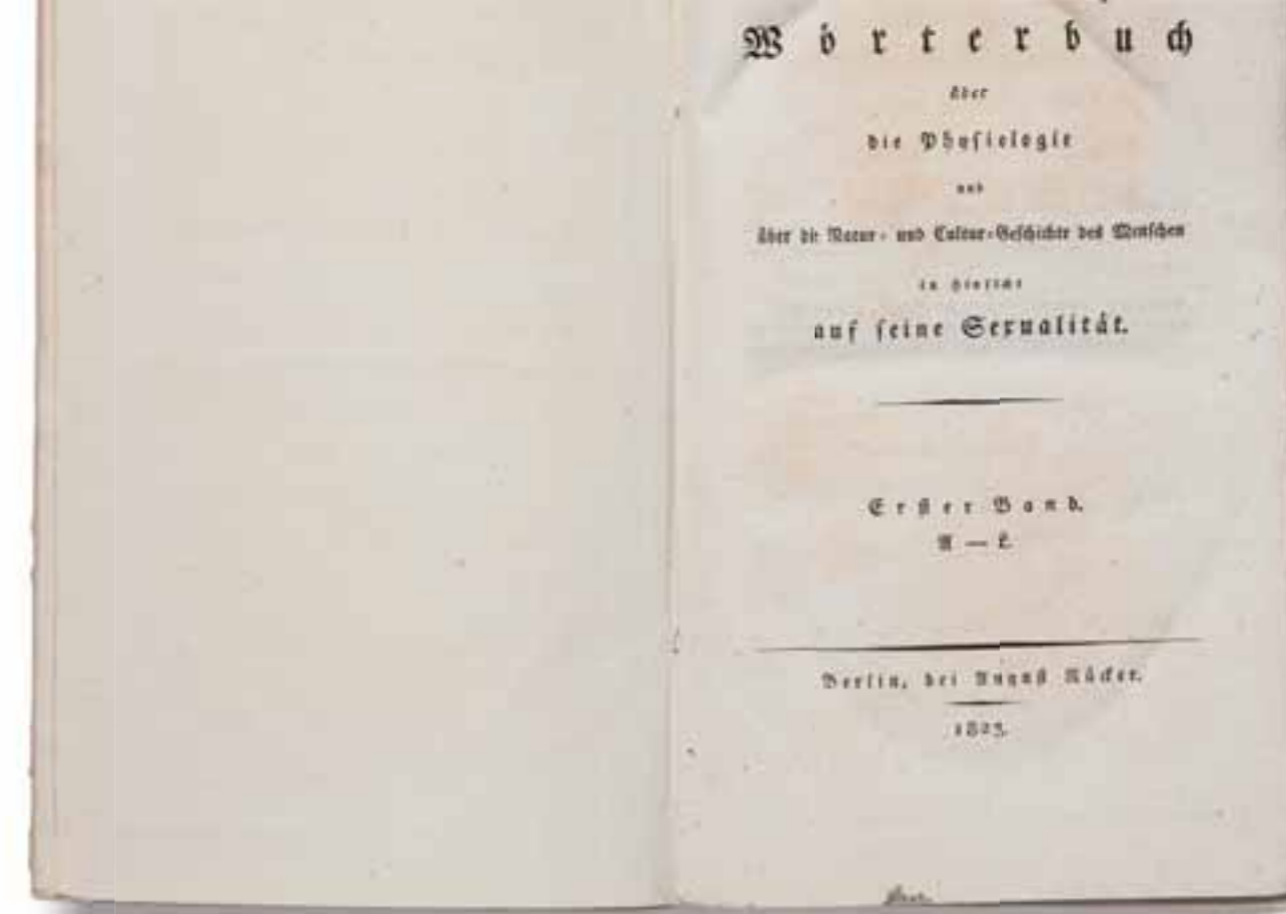 Wörterbuch
über
die Physiologie
und
über die Natur- und Cultur-Geschichte des Menschen
in Hinsicht
auf seine Sexualität.
Erster Band.
A — L
Berlin, bei August Rücker.
1823.